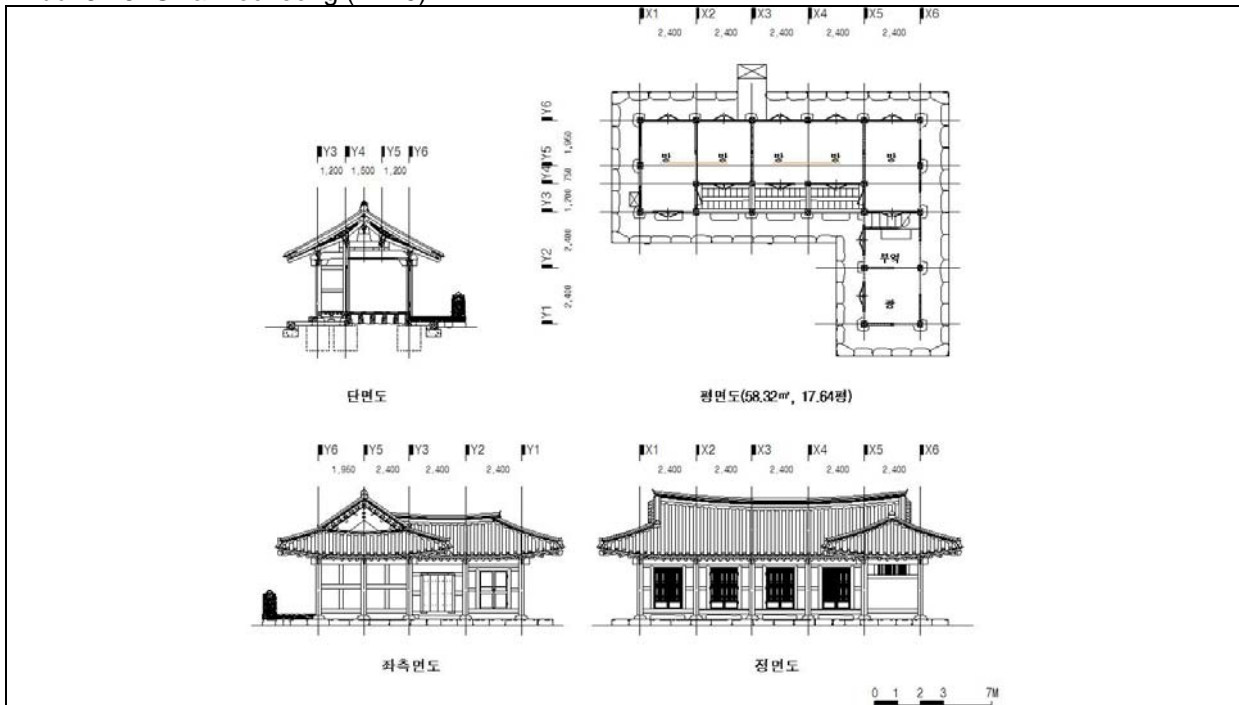 X1 X2 X3 X4 X5 X6
2,400 2,400 2,400 2,400 2,400
Y6
1,950
Y5
750
Y4
1,200
Y3
2,400
Y2
2,400
Y1
방 방 방 방 방
부엌
광
Y3 Y4 Y5 Y6
1,200 1,500 1,200
단면도
평면도(58.32㎡, 17.64평)
Y6 Y5 Y3 Y2 Y1
1,950 2,400 2,400 2,400
좌측면도
X1 X2 X3 X4 X5 X6
2,400 2,400 2,400 2,400 2,400
정면도
0 1 2 3 7M